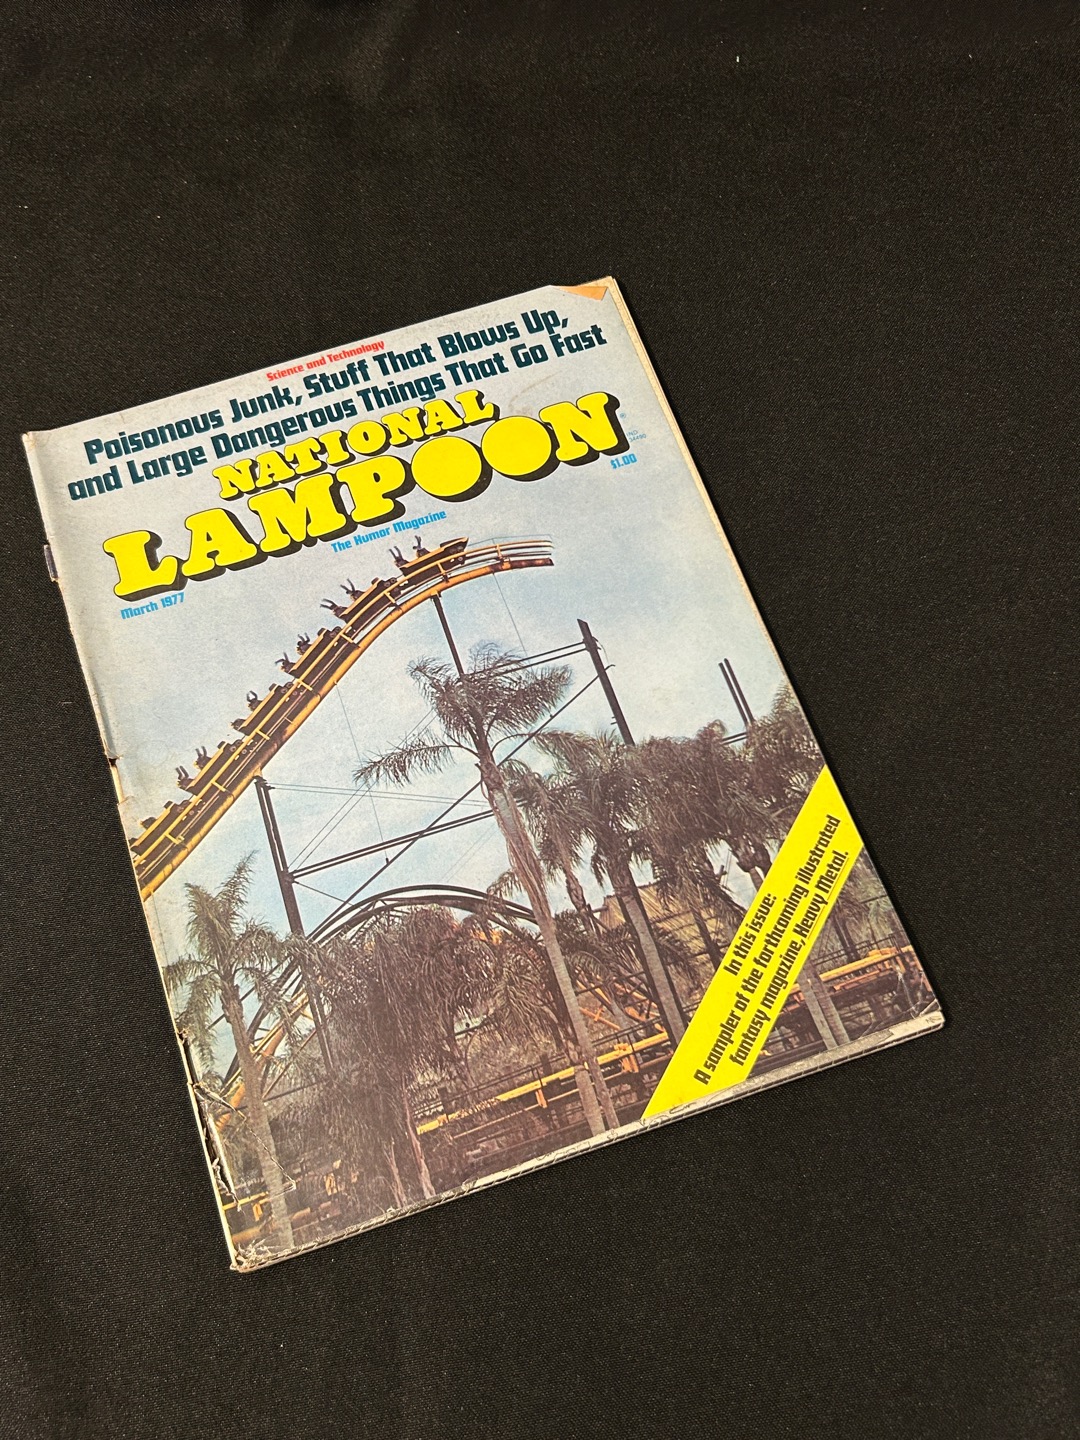 Science and Technology
Poisonous Junk, Stuff That Blows Up,
and Large Dangerous Things That Go Fast
NATIONAL
LAMPOON
$1.00
The Humor Magazine
March 1977
In this issue:
A sampler of the forthcoming illustrated
fantasy magazine, Heavy Metal.